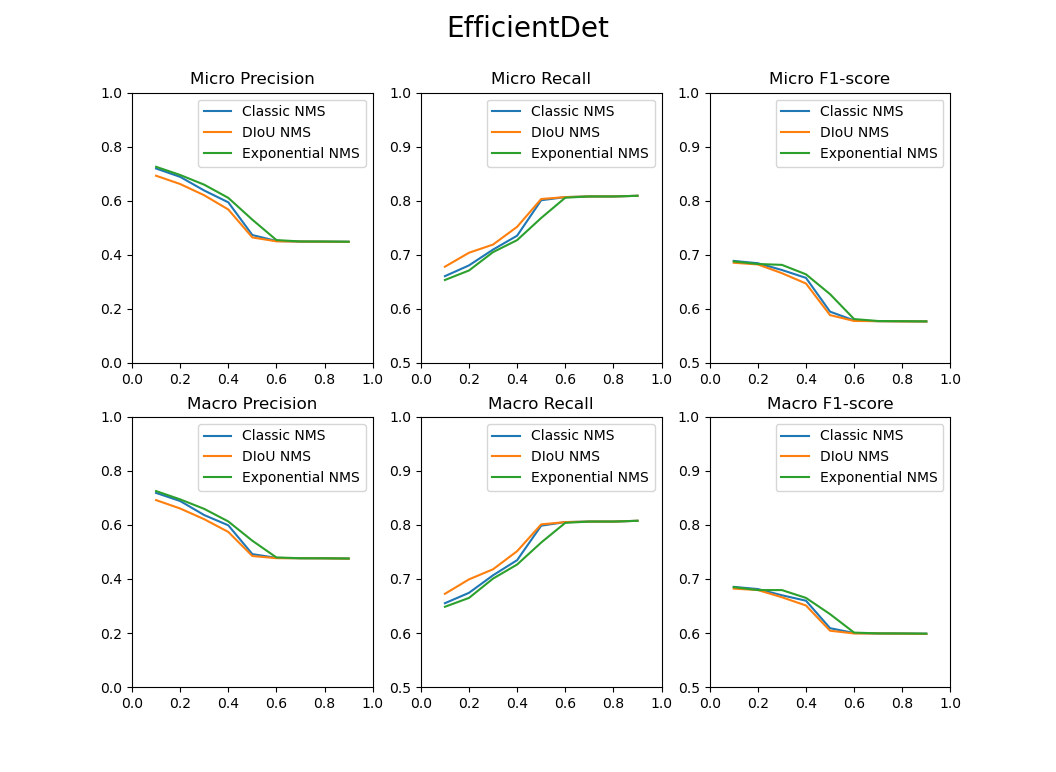 EfficientDet
Micro Precision
1.0
0.8
0.6
0.4
0.2
0.0
0.0 0.2 0.4 0.6 0.8 1.0
Classic NMS
DIoU NMS
Exponential NMS
Micro Recall
1.0
0.9
0.8
0.7
0.6
0.5
0.0 0.2 0.4 0.6 0.8 1.0
Classic NMS
DIoU NMS
Exponential NMS
Micro F1-score
1.0
0.9
0.8
0.7
0.6
0.5
0.0 0.2 0.4 0.6 0.8 1.0
Classic NMS
DIoU NMS
Exponential NMS
Macro Precision
1.0
0.8
0.6
0.4
0.2
0.0
0.0 0.2 0.4 0.6 0.8 1.0
Classic NMS
DIoU NMS
Exponential NMS
Macro Recall
1.0
0.9
0.8
0.7
0.6
0.5
0.0 0.2 0.4 0.6 0.8 1.0
Classic NMS
DIoU NMS
Exponential NMS
Macro F1-score
1.0
0.9
0.8
0.7
0.6
0.5
0.0 0.2 0.4 0.6 0.8 1.0
Classic NMS
DIoU NMS
Exponential NMS